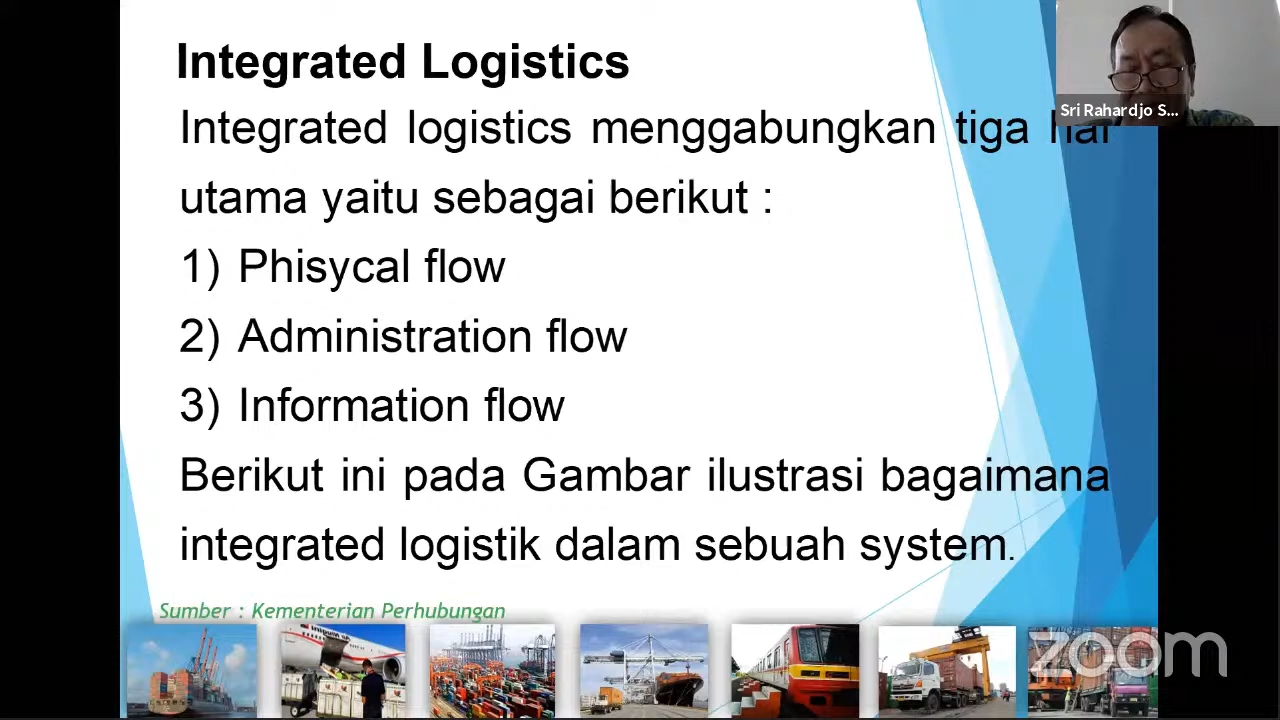 Integrated Logistics
Integrated logistics menggabungkan tiga hal
utama yaitu sebagai berikut :
1) Phisycal flow
2) Administration flow
3) Information flow
Berikut ini pada Gambar ilustrasi bagaimana
integrated logistik dalam sebuah system.
Sumber : Kementerian Perhubungan
Sri Rahardjo S...
zoom